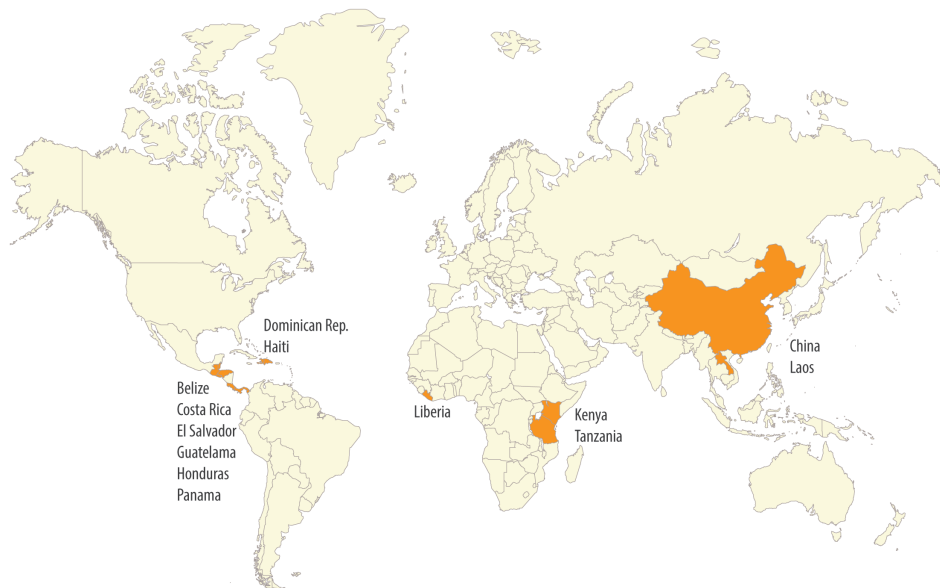 Dominican Rep.
Haiti
Belize
Costa Rica
El Salvador
Guatelama
Honduras
Panama
Liberia
Kenya
Tanzania
China
Laos